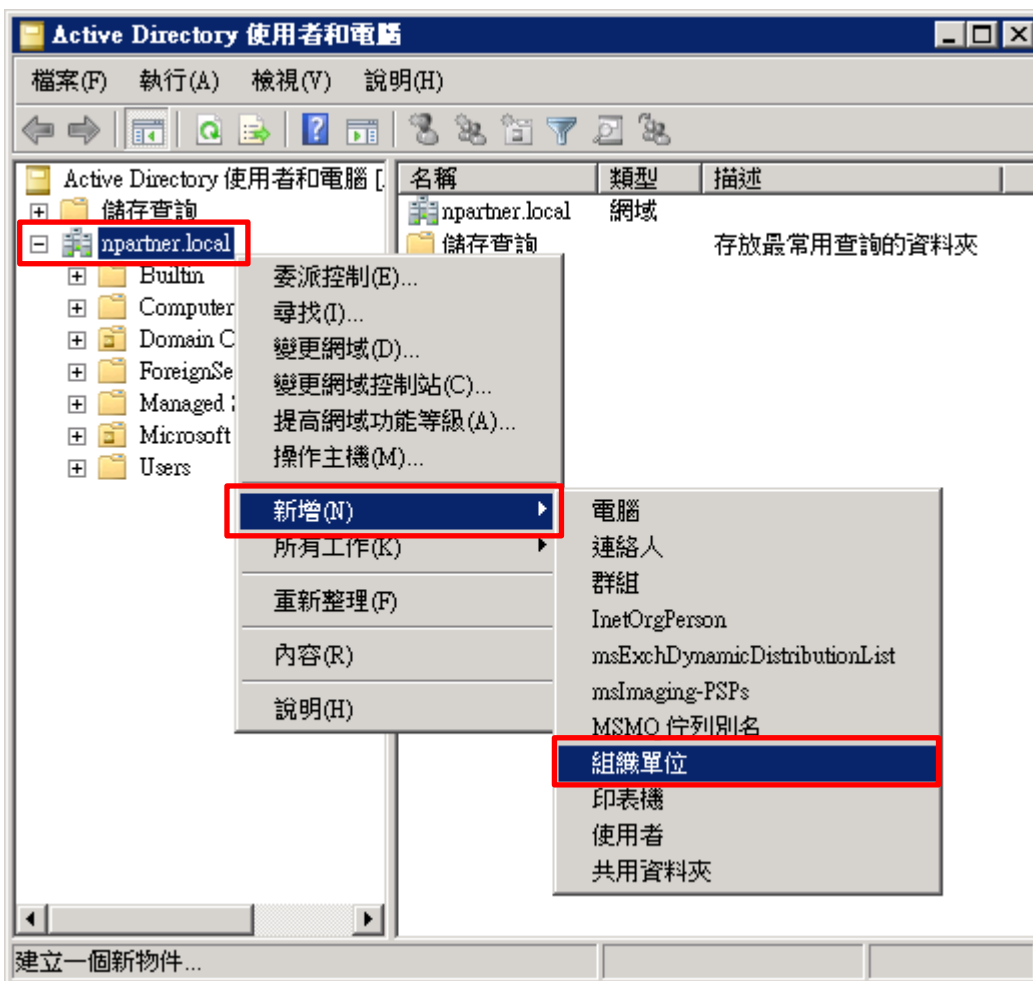 Active Directory 使用者和電腦
檔案(F) 執行(A) 檢視(V) 說明(H)
Active Directory 使用者和電腦 [.
儲存查詢
npartner.local
Builtin
Computer
Domain C
ForeignSe
Managed
Microsoft
Users
名稱 類型 描述
npartner.local 網域
儲存查詢 存放最常用查詢的資料夾
委派控制(E)...
尋找(I)...
變更網域(D)...
變更網域控制站(C)...
提高網域功能等級(A)...
操作主機(M)...
新增(N)
所有工作(K)
重新整理(F)
內容(R)
說明(H)
電腦
連絡人
群組
InetOrgPerson
msExchDynamicDistributionList
msImaging-PSPs
MSMQ 佇列別名
組織單位
印表機
使用者
共用資料夾
建立一個新物件...